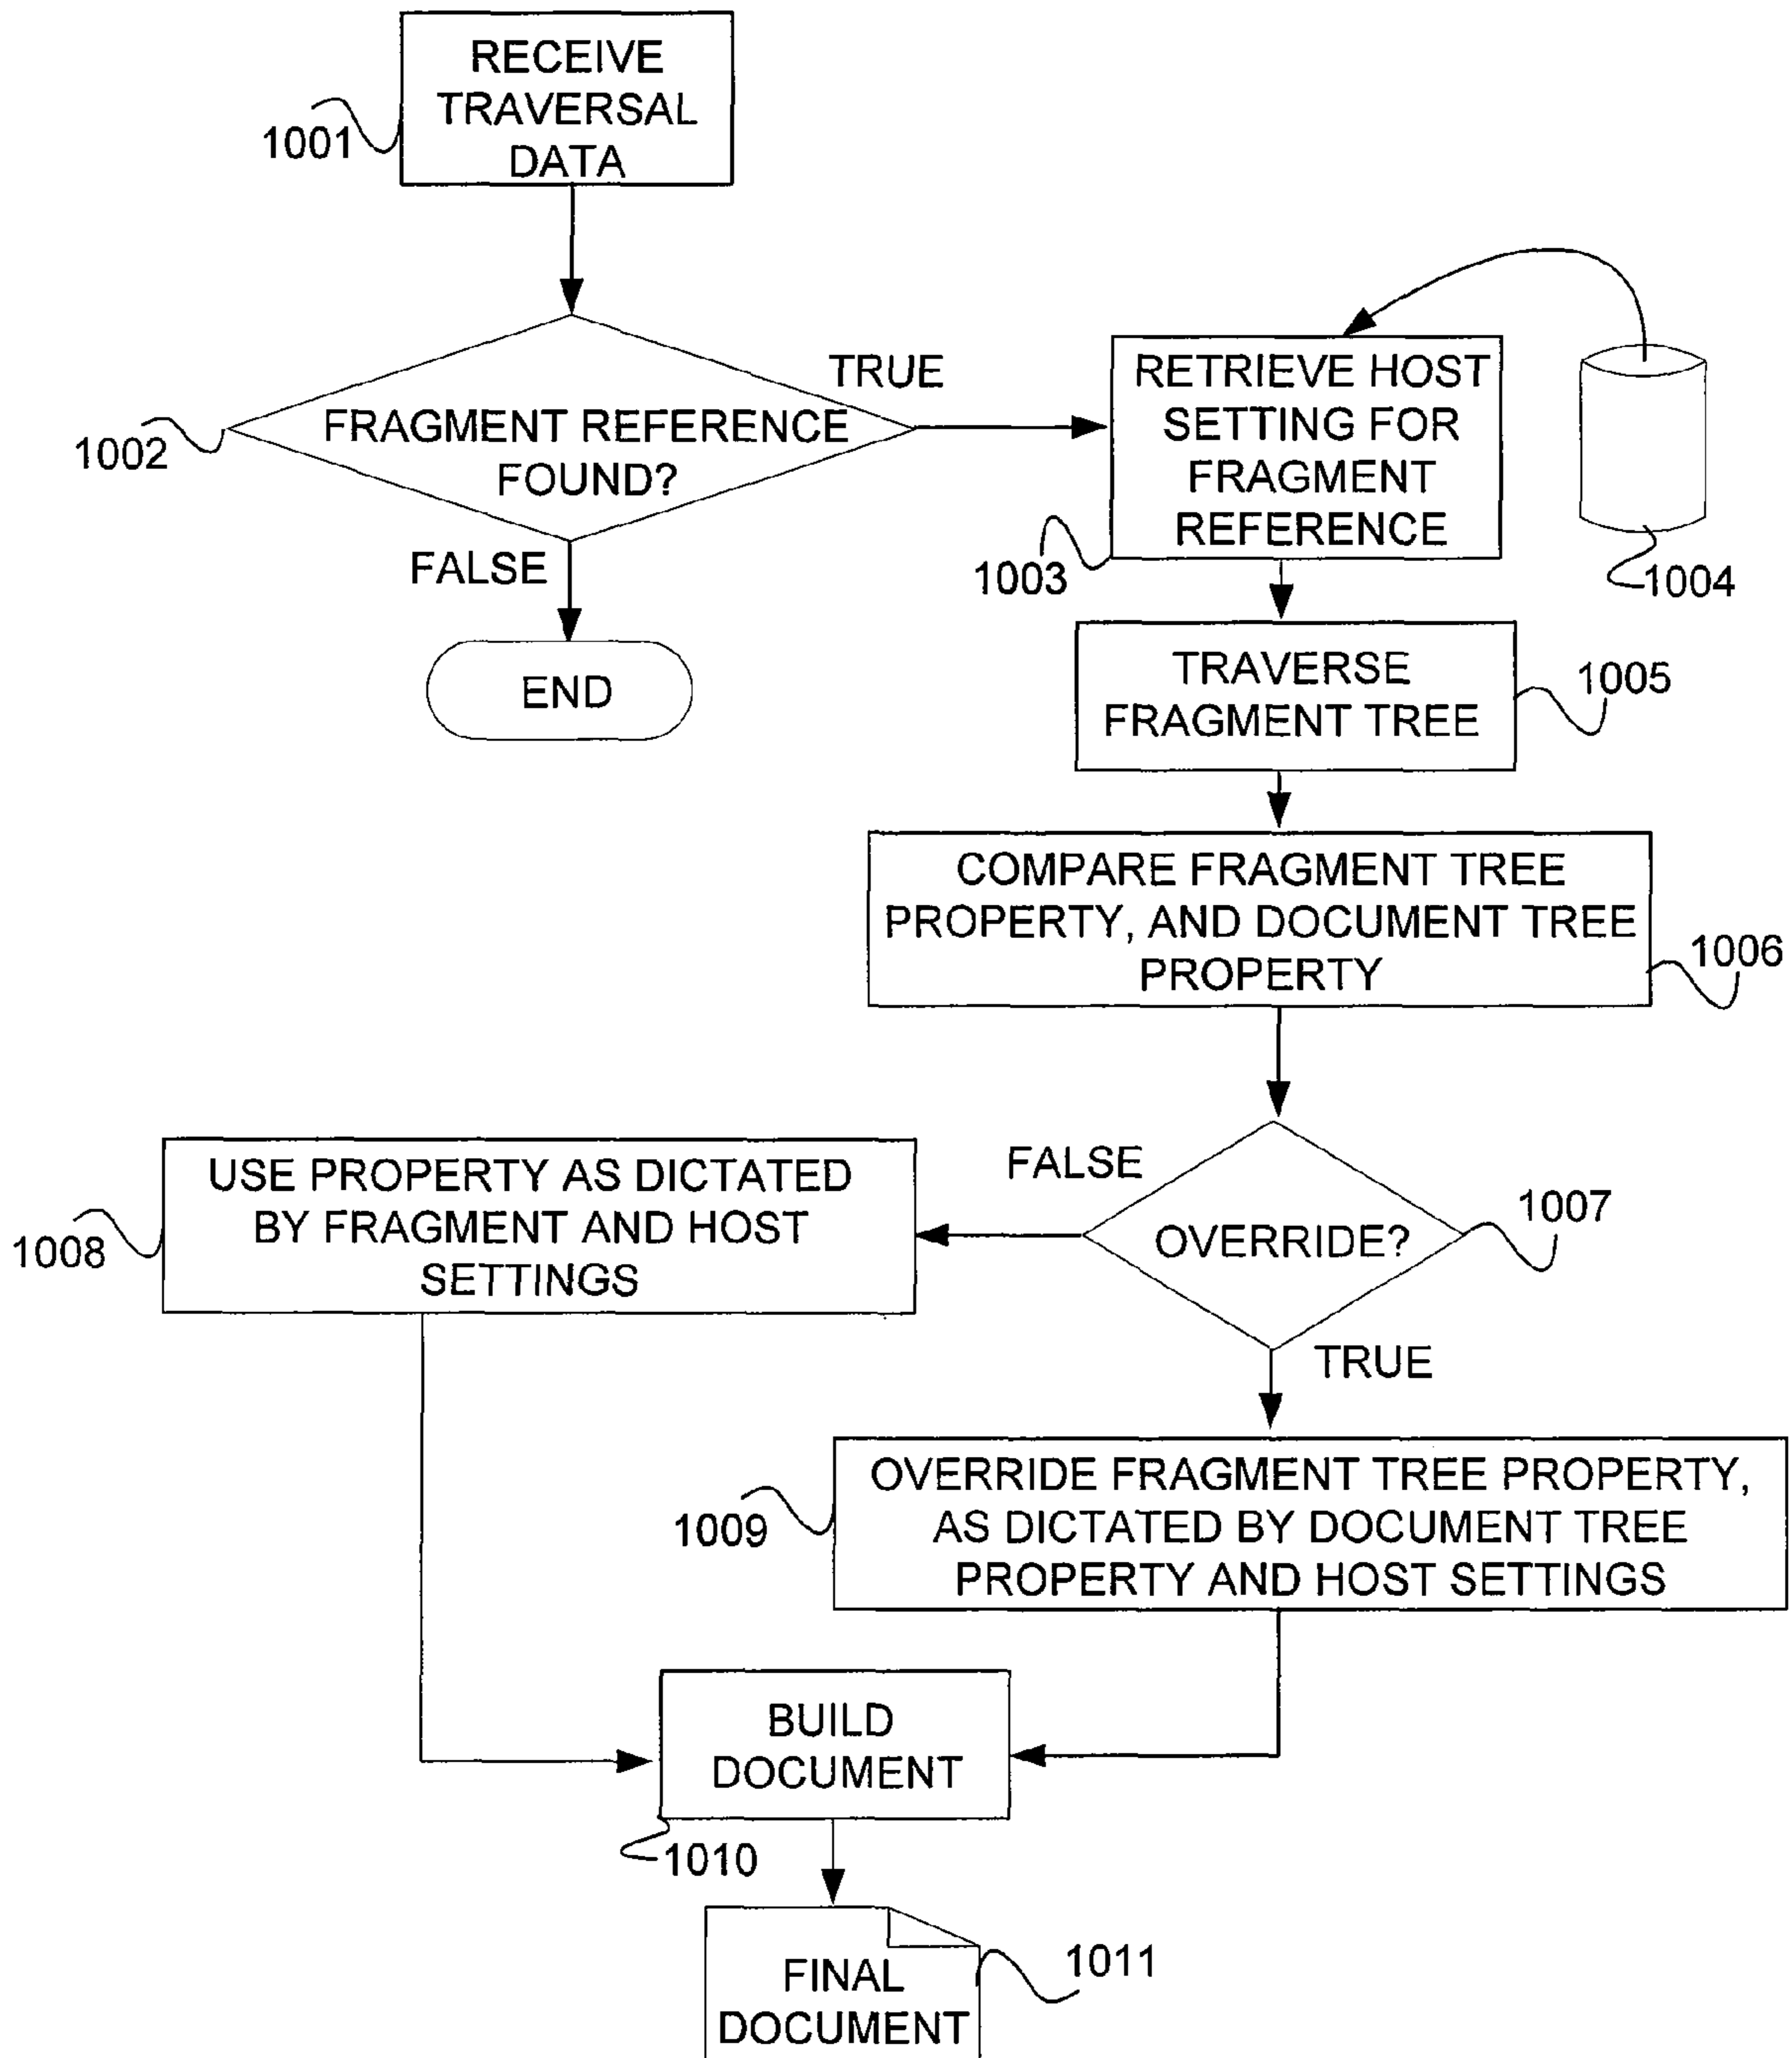 RECEIVE
TRAVERSAL
DATA
1001
TRUE
FRAGMENT REFERENCE
FOUND?
1002
FALSE
END
RETRIEVE HOST
SETTING FOR
FRAGMENT
REFERENCE
1003
1004
TRAVERSE
FRAGMENT TREE
1005
COMPARE FRAGMENT TREE
PROPERTY, AND DOCUMENT TREE
PROPERTY
1006
FALSE
OVERRIDE?
1007
TRUE
USE PROPERTY AS DICTATED
BY FRAGMENT AND HOST
SETTINGS
1008
OVERRIDE FRAGMENT TREE PROPERTY,
AS DICTATED BY DOCUMENT TREE
PROPERTY AND HOST SETTINGS
1009
BUILD
DOCUMENT
1010
FINAL
DOCUMENT
1011